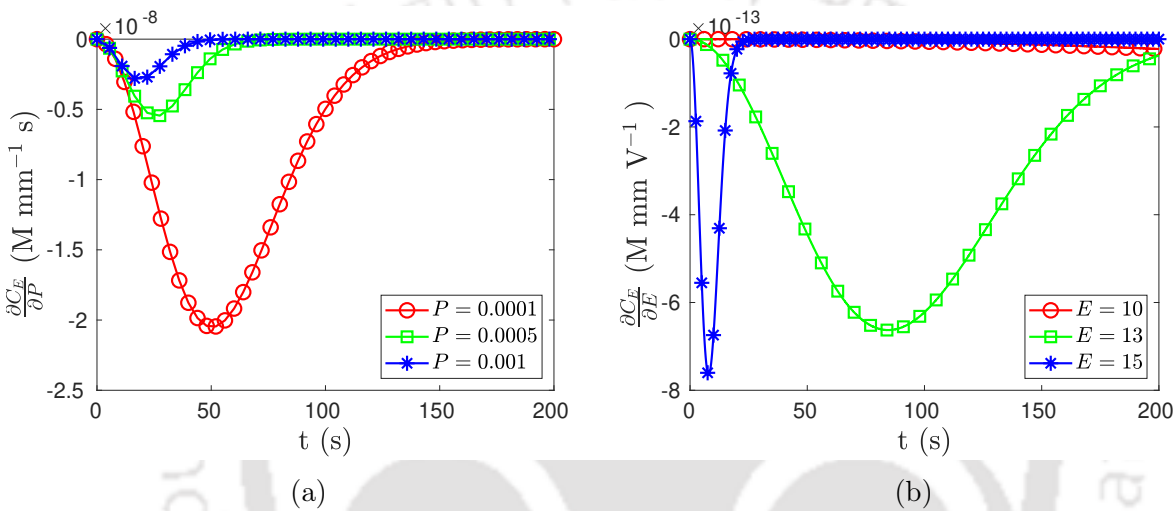 ×10⁻⁸
0
-0.5
-1
-1.5
-2
-2.5
∂C_E/∂P (M mm⁻¹ s)
0 50 100 150 200
t (s)
P = 0.0001
P = 0.0005
P = 0.001
(a)
×10⁻¹³
0
-2
-4
-6
-8
∂C_E/∂E (M mm V⁻¹)
0 50 100 150 200
t (s)
E = 10
E = 13
E = 15
(b)